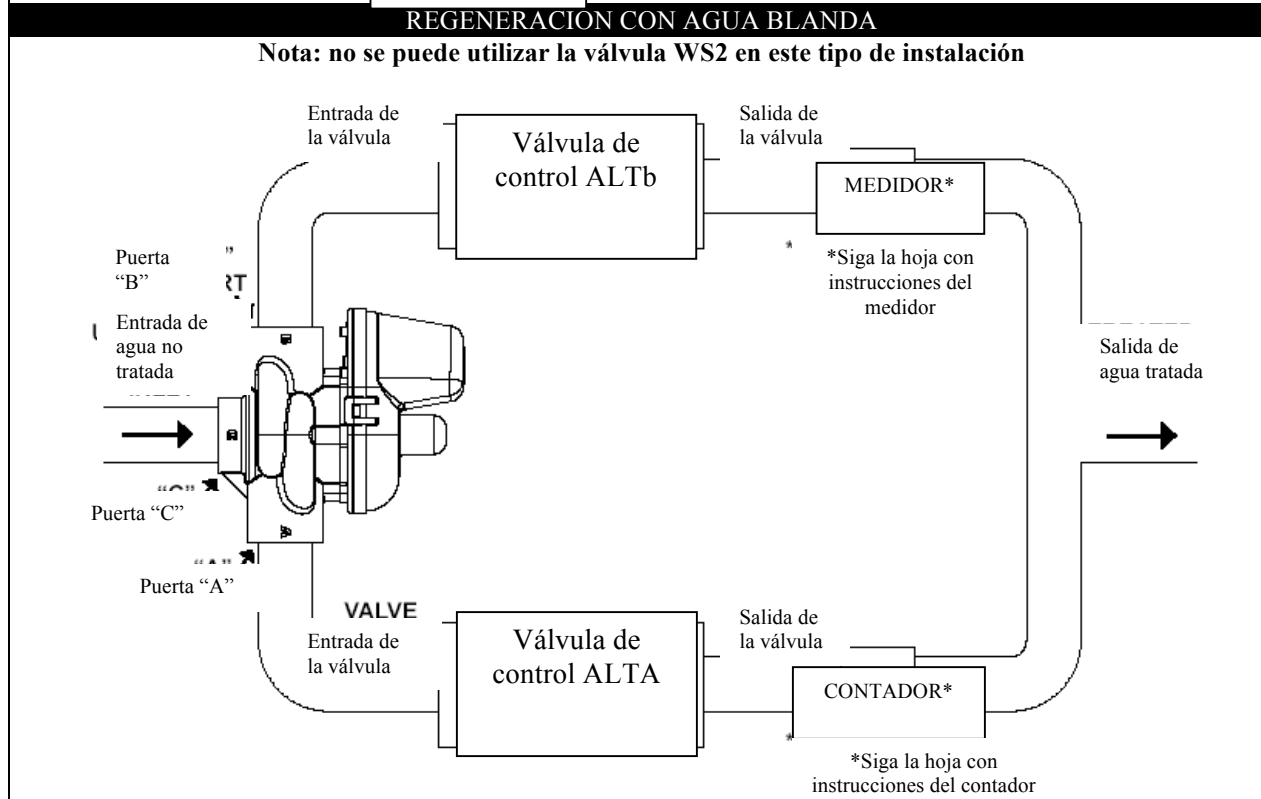 REGENERACIÓN CON AGUA BLANDA
Nota: no se puede utilizar la válvula WS2 en este tipo de instalación
Entrada de
la válvula
Válvula de
control ALTb
Salida de
la válvula
MEDIDOR*
*Siga la hoja con
instrucciones del
medidor
Puerta
“B”
Entrada de
agua no
tratada
Salida de
agua tratada
Puerta “C”
Puerta “A”
VALVE
Entrada de
la válvula
Válvula de
control ALTA
Salida de
la válvula
CONTADOR*
*Siga la hoja con
instrucciones del contador